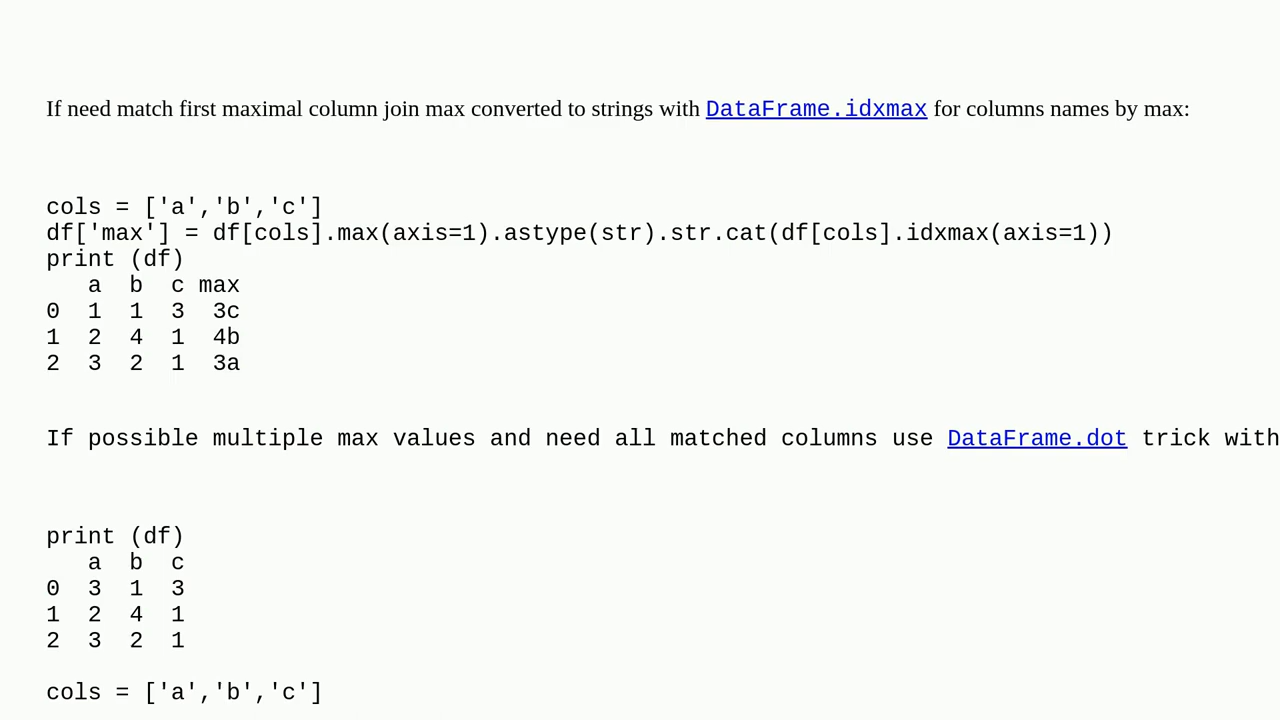 If need match first maximal column join max converted to strings with DataFrame.idxmax for columns names by max:
cols = ['a','b','c']
df['max'] = df[cols].max(axis=1).astype(str).str.cat(df[cols].idxmax(axis=1))
print (df)
   a  b  c max
0  1  1  3  3c
1  2  4  1  4b
2  3  2  1  3a
If possible multiple max values and need all matched columns use DataFrame.dot trick with
print (df)
   a  b  c
0  3  1  3
1  2  4  1
2  3  2  1
cols = ['a','b','c']